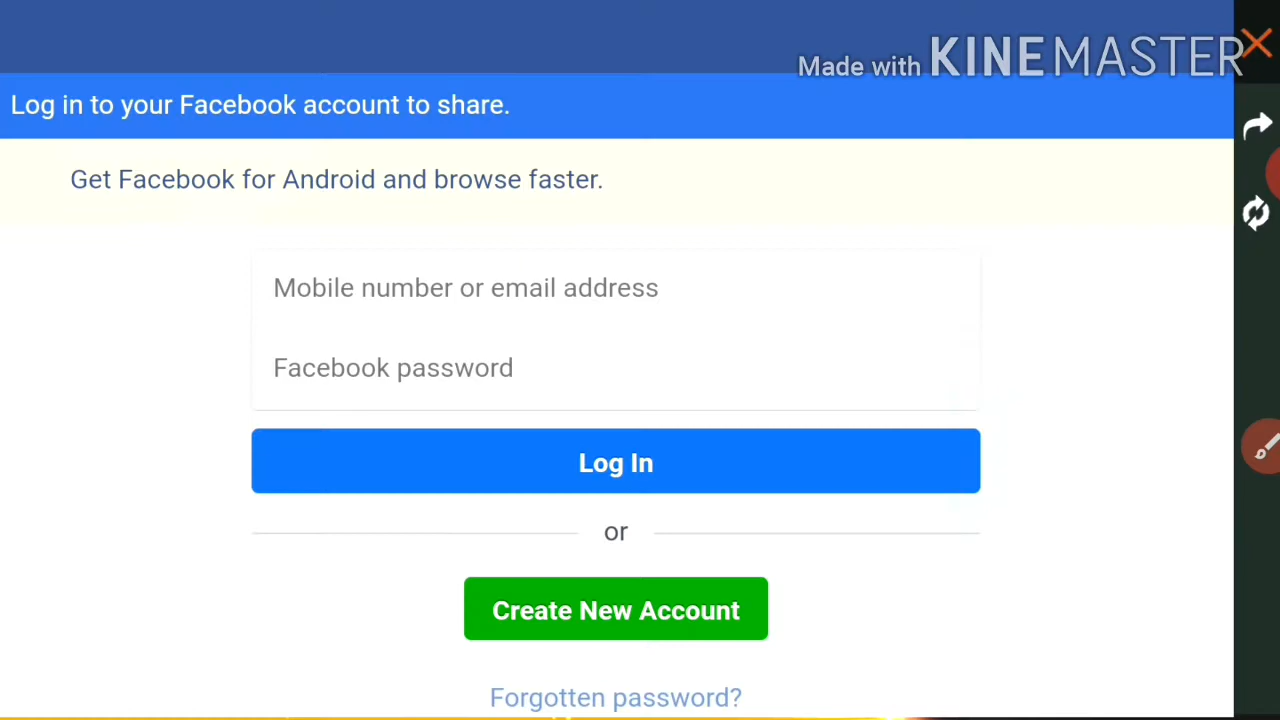 Made with KINEMASTER
Log in to your Facebook account to share.
Get Facebook for Android and browse faster.
Mobile number or email address
Facebook password
Log In
or
Create New Account
Forgotten password?